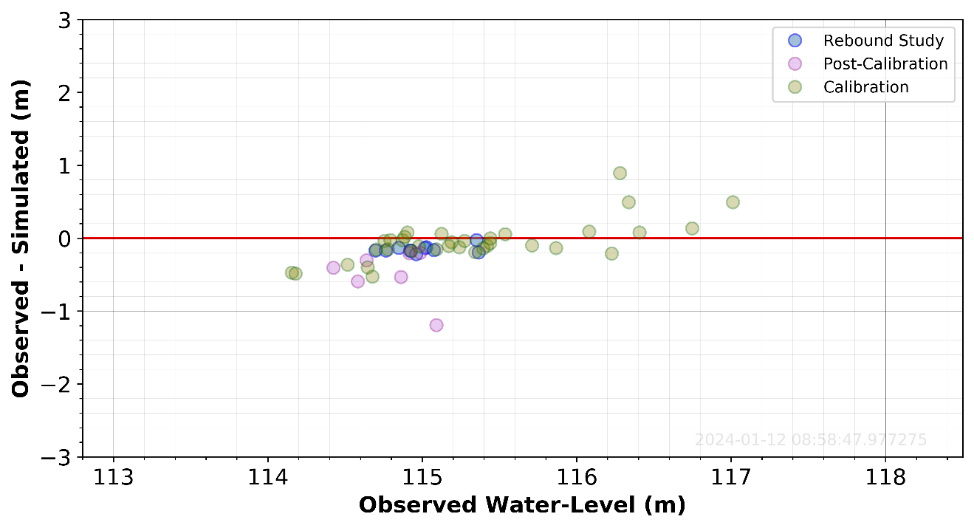 3
2
1
0
−1
−2
−3
Observed - Simulated (m)
Rebound Study
Post-Calibration
Calibration
2024-01-12 08:58:47.977275
113 114 115 116 117 118
Observed Water-Level (m)